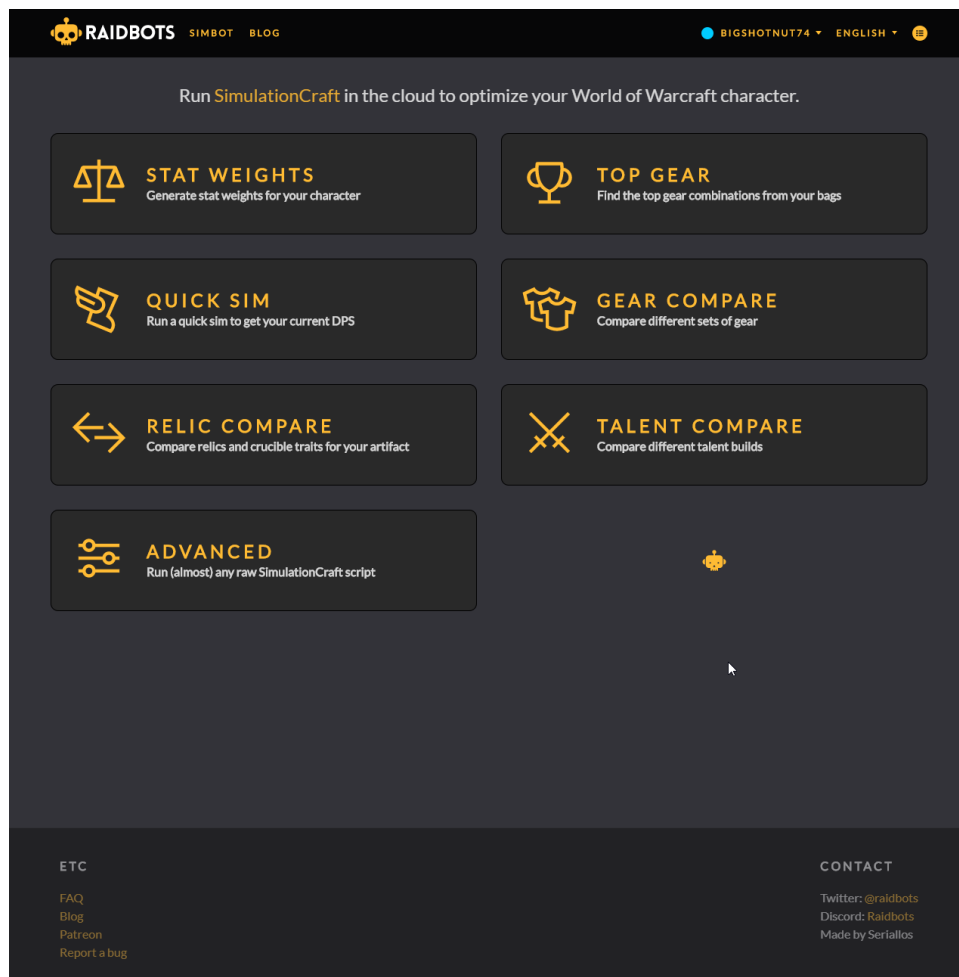 RAIDBOTS SIMBOT BLOG BIGSHOTNUT74 ENGLISH
Run SimulationCraft in the cloud to optimize your World of Warcraft character.
STAT WEIGHTS
Generate stat weights for your character
TOP GEAR
Find the top gear combinations from your bags
QUICK SIM
Run a quick sim to get your current DPS
GEAR COMPARE
Compare different sets of gear
RELIC COMPARE
Compare relics and crucible traits for your artifact
TALENT COMPARE
Compare different talent builds
ADVANCED
Run (almost) any raw SimulationCraft script
ETC
FAQ
Blog
Patreon
Report a bug
CONTACT
Twitter: @raidbots
Discord: Raidbots
Made by Seriallos